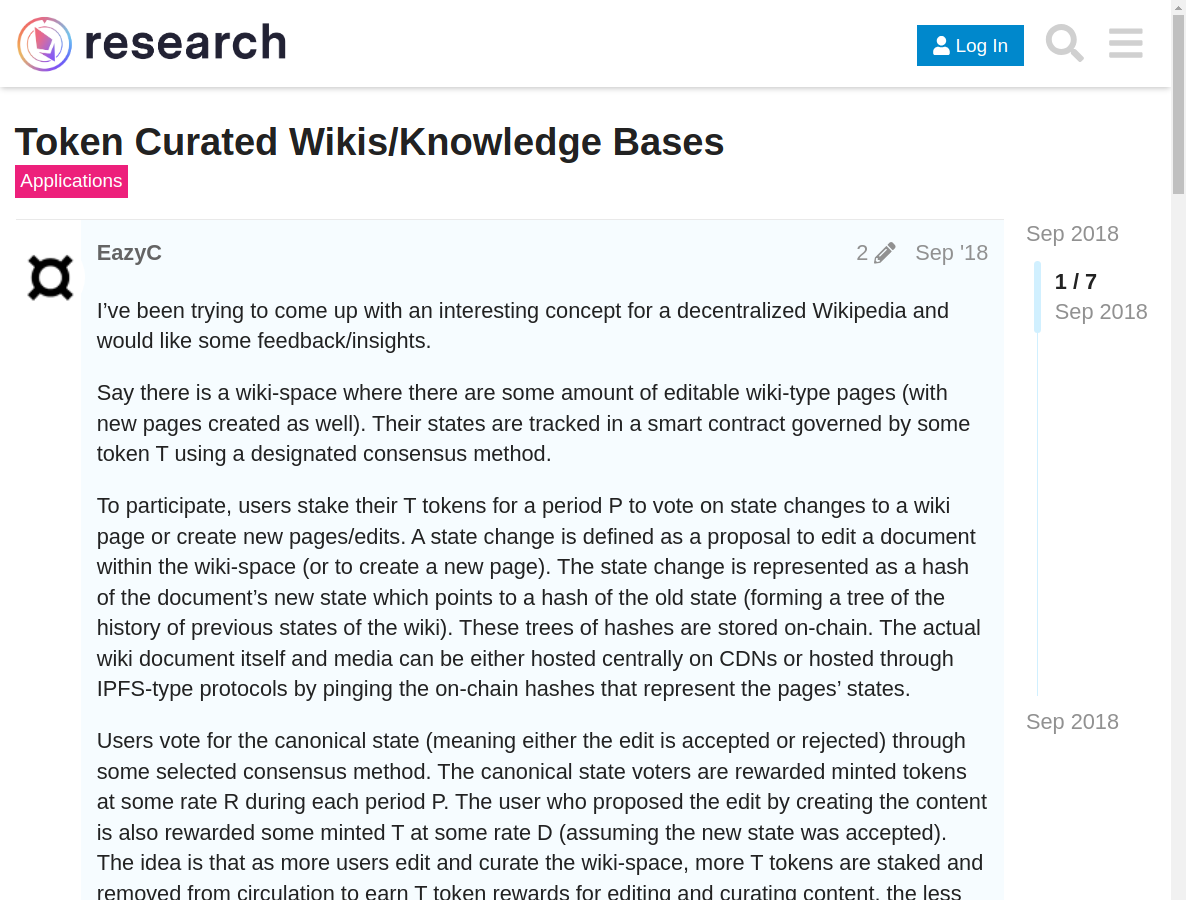 research
Log In
Token Curated Wikis/Knowledge Bases
Applications
EazyC
2
Sep '18
I’ve been trying to come up with an interesting concept for a decentralized Wikipedia and
would like some feedback/insights.
Say there is a wiki-space where there are some amount of editable wiki-type pages (with
new pages created as well). Their states are tracked in a smart contract governed by some
token T using a designated consensus method.
To participate, users stake their T tokens for a period P to vote on state changes to a wiki
page or create new pages/edits. A state change is defined as a proposal to edit a document
within the wiki-space (or to create a new page). The state change is represented as a hash
of the document’s new state which points to a hash of the old state (forming a tree of the
history of previous states of the wiki). These trees of hashes are stored on-chain. The actual
wiki document itself and media can be either hosted centrally on CDNs or hosted through
IPFS-type protocols by pinging the on-chain hashes that represent the pages’ states.
Users vote for the canonical state (meaning either the edit is accepted or rejected) through
some selected consensus method. The canonical state voters are rewarded minted tokens
at some rate R during each period P. The user who proposed the edit by creating the content
is also rewarded some minted T at some rate D (assuming the new state was accepted).
The idea is that as more users edit and curate the wiki-space, more T tokens are staked and
removed from circulation to earn T token rewards for editing and curating content, the less
Sep 2018
1 / 7
Sep 2018
Sep 2018